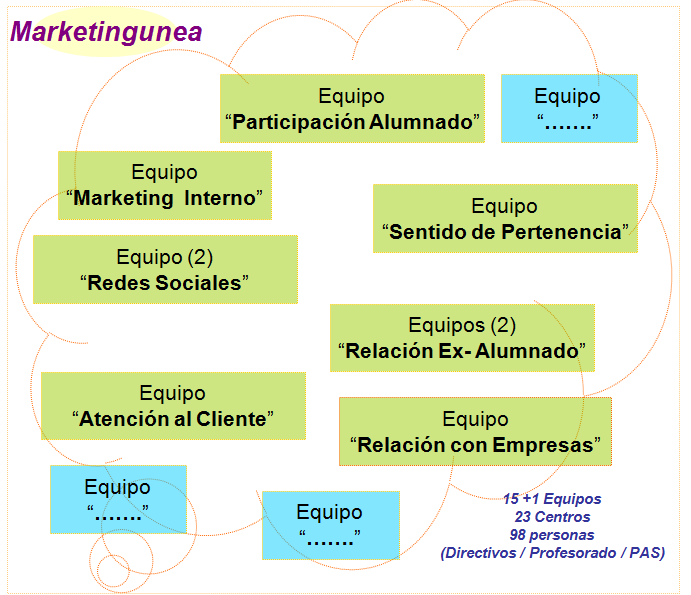 Marketingunea
Equipo
“Participación Alumnado”
Equipo
“…….”
Equipo
“Marketing Interno”
Equipo
“Sentido de Pertenencia”
Equipo (2)
“Redes Sociales”
Equipos (2)
“Relación Ex- Alumnado”
Equipo
“Atención al Cliente”
Equipo
“Relación con Empresas”
Equipo
“…….”
Equipo
“…….”
15 +1 Equipos
23 Centros
98 personas
(Directivos / Profesorado / PAS)